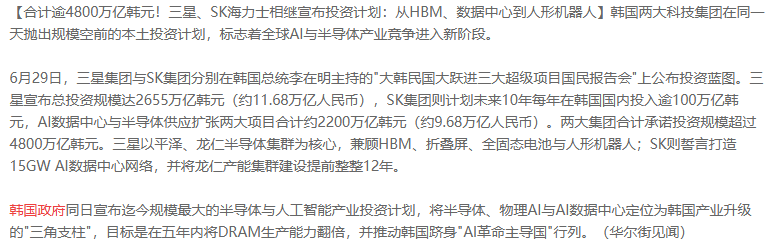 【合计逾4800万亿韩元！三星、SK海力士相继宣布投资计划：从HBM、数据中心到人形机器人】韩国两大科技集团在同一
天抛出规模空前的本土投资计划，标志着全球AI与半导体产业竞争进入新阶段。
6月29日，三星集团与SK集团分别在韩国总统李在明主持的"大韩民国大跃进三大超级项目国民报告会"上公布投资蓝图。三
星宣布总投资规模达2655万亿韩元（约11.68万亿人民币），SK集团则计划未来10年每年在韩国国内投入逾100万亿韩
元，AI数据中心与半导体供应扩张两大项目合计约2200万亿韩元（约9.68万亿人民币）。两大集团合计承诺投资规模超过
4800万亿韩元。三星以平泽、龙仁半导体集群为核心，兼顾HBM、折叠屏、全固态电池与人形机器人；SK则誓言打造
15GW AI数据中心网络，并将龙仁产能集群建设提前整整12年。
韩国政府同日宣布迄今规模最大的半导体与人工智能产业投资计划，将半导体、物理AI与AI数据中心定位为韩国产业升级
的"三角支柱"，目标是在五年内将DRAM生产能力翻倍，并推动韩国跻身"AI革命主导国"行列。（华尔街见闻）